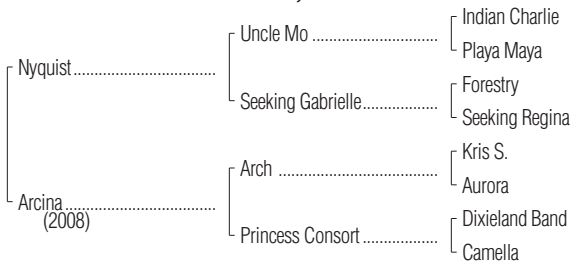 Indian Charlie
Uncle Mo
Playa Maya
Nyquist
Forestry
Seeking Gabrielle
Seeking Regina
Kris S.
Arch
Aurora
Arcina
(2008)
Dixieland Band
Princess Consort
Camella